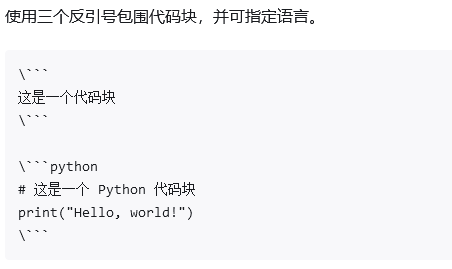 使用三个反引号包围代码块，并可指定语言。
\```
这是一个代码块
\```

\```python
# 这是一个 Python 代码块
print("Hello, world!")
\```